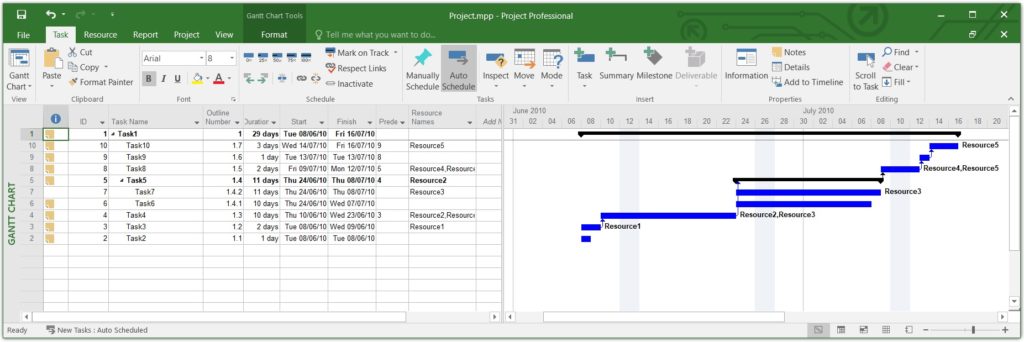 Gantt Chart Tools
Project.mpp - Project Professional
File Task Resource Report Project View Format Tell me what you want to do...
Gantt Chart
View
Paste
Cut
Copy
Format Painter
Clipboard
Arial 8
B I U
Font
0% 25% 50% 75% 100%
Mark on Track
Respect Links
Inactivate
Schedule
Manually Schedule
Auto Schedule
Inspect Move Mode
Tasks
Task Summary Milestone Deliverable
Insert
Information
Notes
Details
Add to Timeline
Properties
Scroll to Task
Find
Clear
Fill
Editing
ID Task Name Outline Number Duration Start Finish Prede Resource Names Add N
June 2010 July 2010
31 02 04 06 08 10 12 14 16 18 20 22 24 26 28 30 02 04 06 08 10 12 14 16 18 20
1 1 Task1 1 29 days Tue 08/06/10 Fri 16/07/10
10 10 Task10 1.7 3 days Wed 14/07/10 Fri 16/07/10 9 Resource5 Resource5
9 9 Task9 1.6 1 day Tue 13/07/10 Tue 13/07/10 8
8 8 Task8 1.5 2 days Fri 09/07/10 Mon 12/07/10 5 Resource4,Resour Resource4,Resource5
5 5 Task5 1.4 11 days Thu 24/06/10 Thu 08/07/10 4 Resource2
7 7 Task7 1.4.2 11 days Thu 24/06/10 Thu 08/07/10 Resource3 Resource3
6 6 Task6 1.4.1 10 days Thu 24/06/10 Wed 07/07/10
4 4 Task4 1.3 10 days Thu 10/06/10 Wed 23/06/10 3 Resource2,Resour Resource2,Resource3
3 3 Task3 1.2 2 days Tue 08/06/10 Wed 09/06/10 Resource1 Resource1
2 2 Task2 1.1 1 day Tue 08/06/10 Tue 08/06/10
GANTT CHART
Ready New Tasks : Auto Scheduled